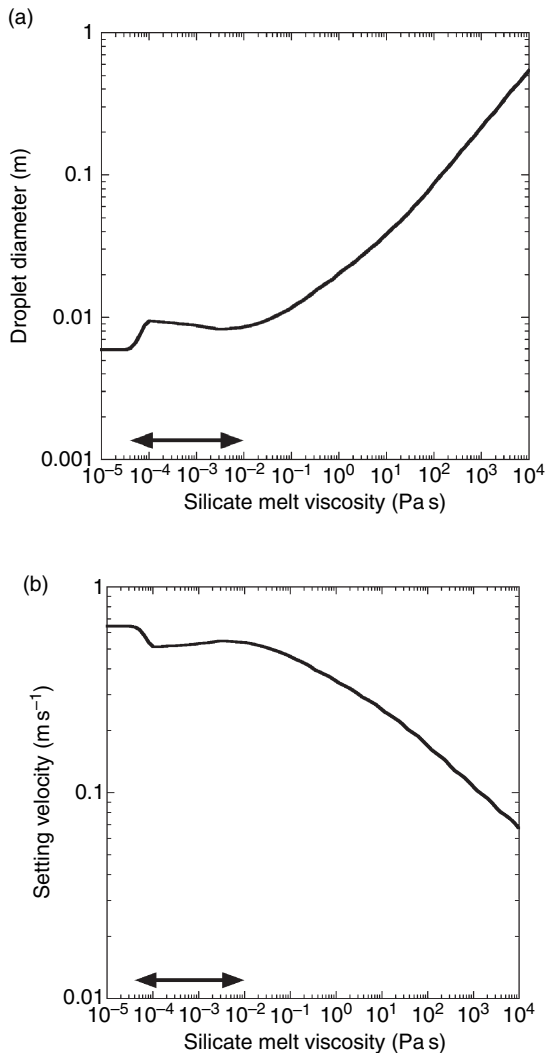 (a)
1
0.1
0.01
0.001
Droplet diameter (m)
10⁻⁵ 10⁻⁴ 10⁻³ 10⁻² 10⁻¹ 10⁰ 10¹ 10² 10³ 10⁴
Silicate melt viscosity (Pa s)
(b)
1
0.1
0.01
Setting velocity (m s⁻¹)
10⁻⁵ 10⁻⁴ 10⁻³ 10⁻² 10⁻¹ 10⁰ 10¹ 10² 10³ 10⁴
Silicate melt viscosity (Pa s)